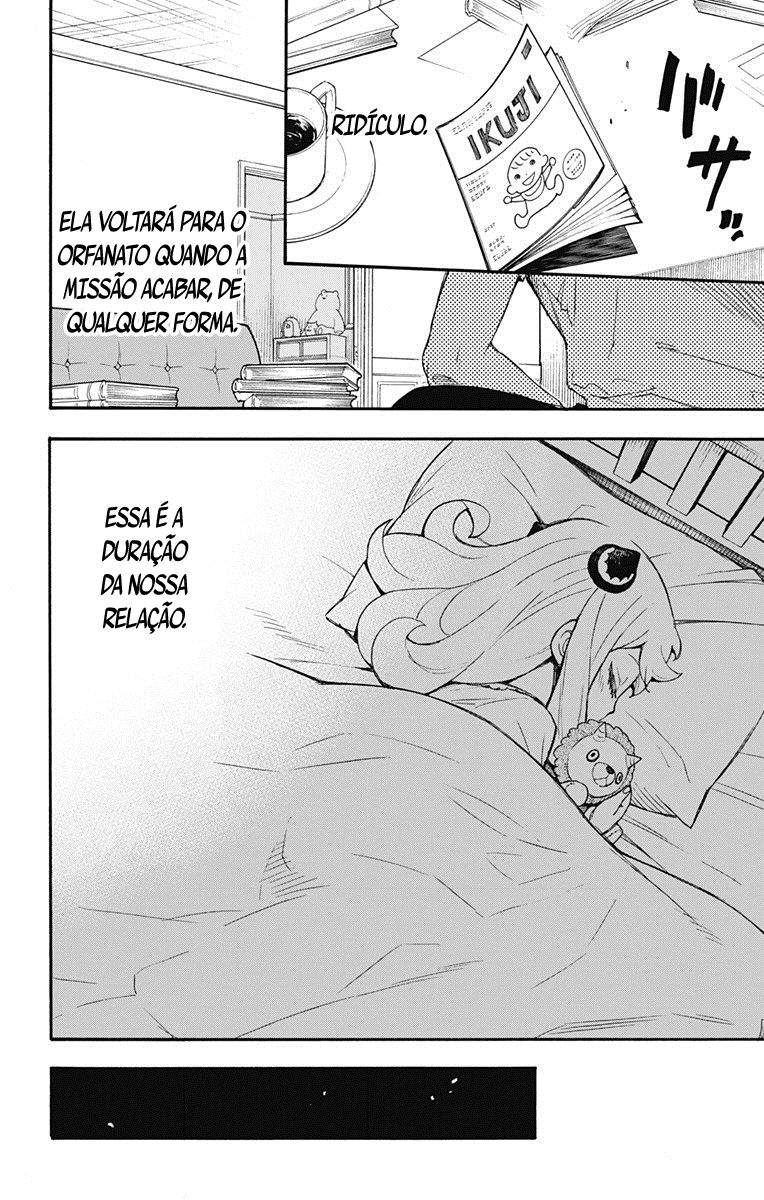 RIDÍCULO.
IKUJI
バサッ
ELA VOLTARÁ PARA O
ORFANATO QUANDO A
MISSÃO ACABAR, DE
QUALQUER FORMA.
ESSA É A
DURAÇÃO
DA NOSSA
RELAÇÃO.